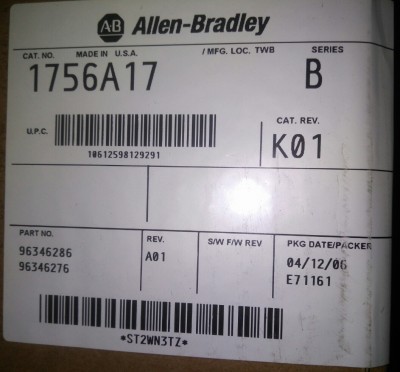 AB Allen-Bradley
CAT. NO. MADE IN U.S.A. / MFG. LOC. TWB SERIES
1756A17 B
U.P.C. CAT. REV.
10612598129291 K01
PART NO. REV. S/W F/W REV PKG DATE/PACKER
96346286 A01 04/12/06
96346276 E71161
*ST2WN3TZ*